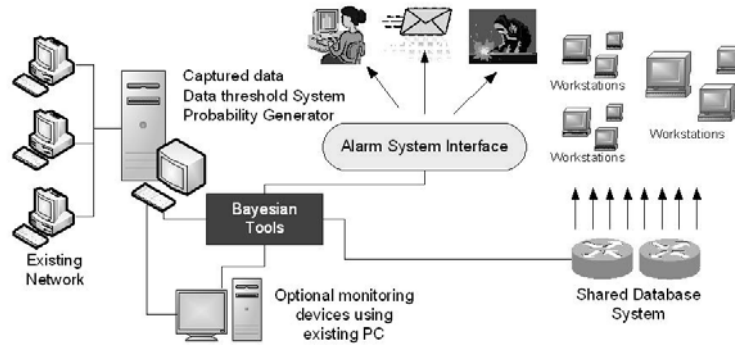 Captured data
Data threshold System
Probability Generator
Alarm System Interface
Workstations
Workstations
Workstations
Bayesian
Tools
Existing
Network
Optional monitoring
devices using
existing PC
Shared Database
System